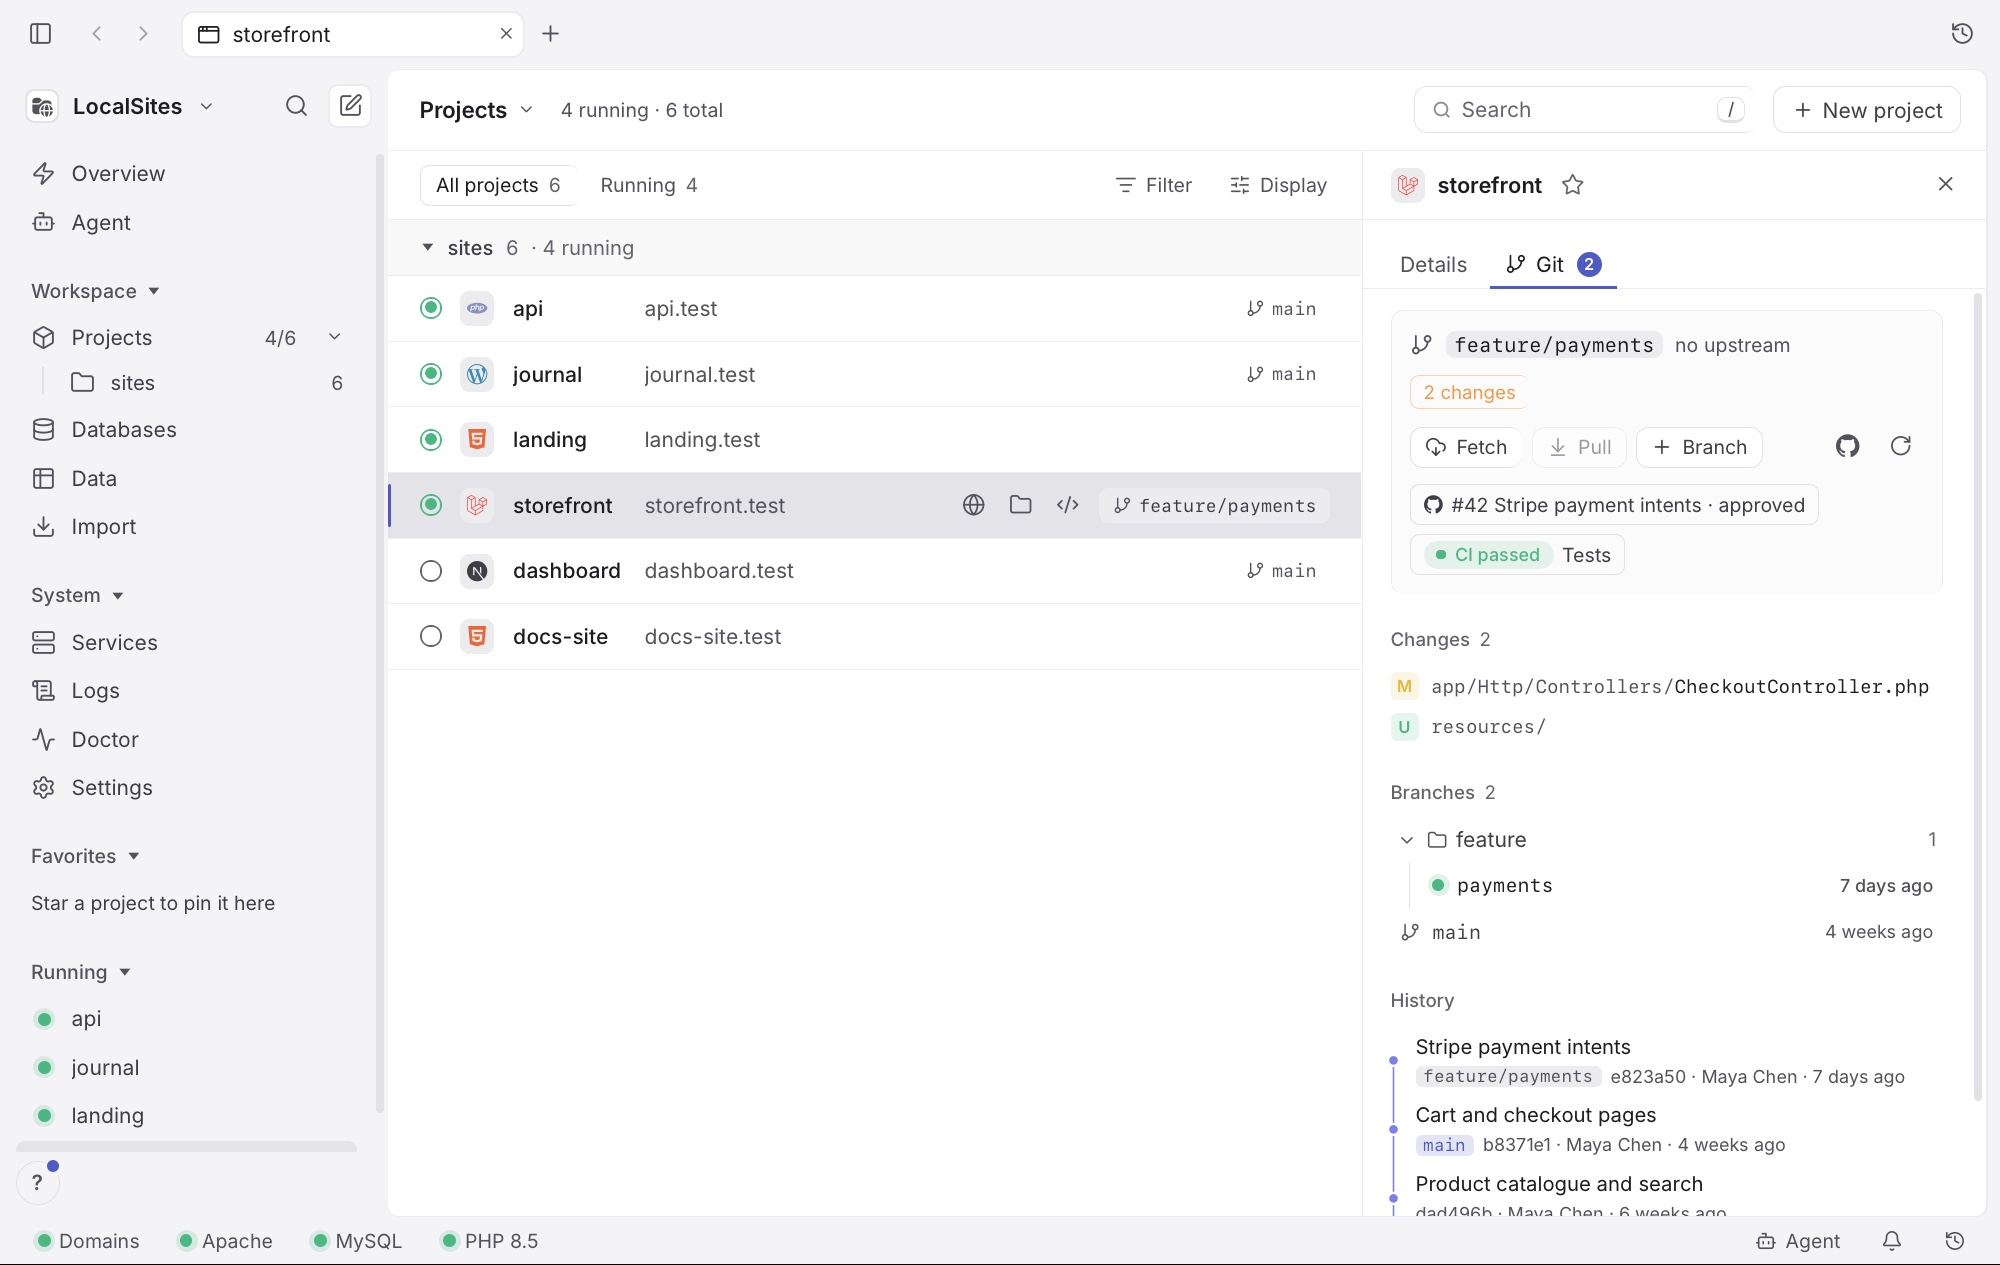 storefront
LocalSites
Overview
Agent
Workspace
Projects 4/6
sites 6
Databases
Data
Import
System
Services
Logs
Doctor
Settings
Favorites
Star a project to pin it here
Running
api
journal
landing
?
Projects 4 running · 6 total
Search /
New project
All projects 6 Running 4
Filter Display
sites 6 · 4 running
php api api.test main
journal journal.test main
landing landing.test
storefront storefront.test feature/payments
dashboard dashboard.test main
docs-site docs-site.test
storefront
Details Git 2
feature/payments no upstream
2 changes
Fetch Pull Branch
#42 Stripe payment intents · approved
CI passed Tests
Changes 2
M app/Http/Controllers/CheckoutController.php
U resources/
Branches 2
feature 1
payments 7 days ago
main 4 weeks ago
History
Stripe payment intents
feature/payments e823a50 · Maya Chen · 7 days ago
Cart and checkout pages
main b8371e1 · Maya Chen · 4 weeks ago
Product catalogue and search
dad496b · Maya Chen · 6 weeks ago
Domains Apache MySQL PHP 8.5
Agent